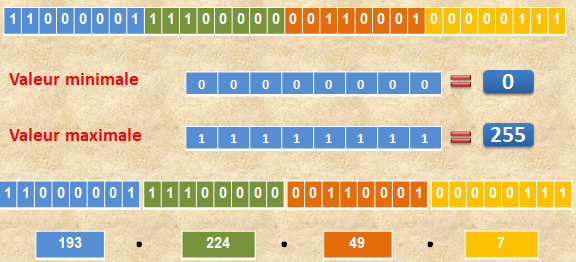 1 1 0 0 0 0 0 1 1 1 1 0 0 0 0 0 0 0 1 1 0 0 0 1 0 0 0 0 0 1 1 1
Valeur minimale 0 0 0 0 0 0 0 0 = 0
Valeur maximale 1 1 1 1 1 1 1 1 = 255
1 1 0 0 0 0 0 1 1 1 1 0 0 0 0 0 0 0 1 1 0 0 0 1 0 0 0 0 0 1 1 1
193 . 224 . 49 . 7